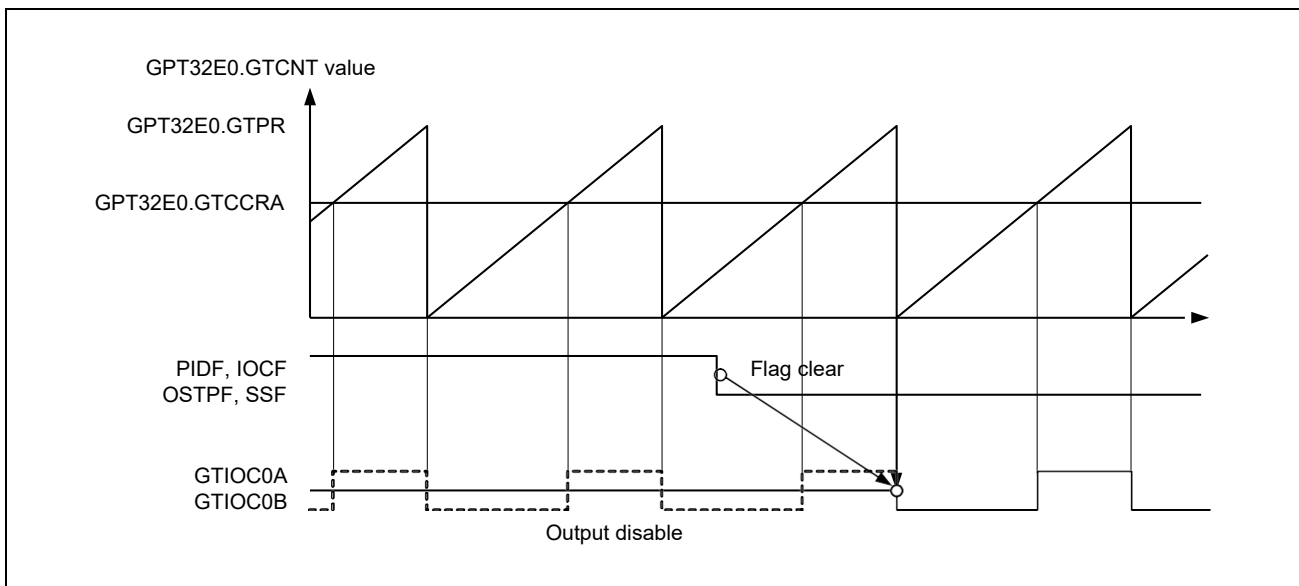 GPT32E0.GTCNT value
GPT32E0.GTPR
GPT32E0.GTCCRA
PIDF, IOCF
OSTPF, SSF
Flag clear
GTIOC0A
GTIOC0B
Output disable